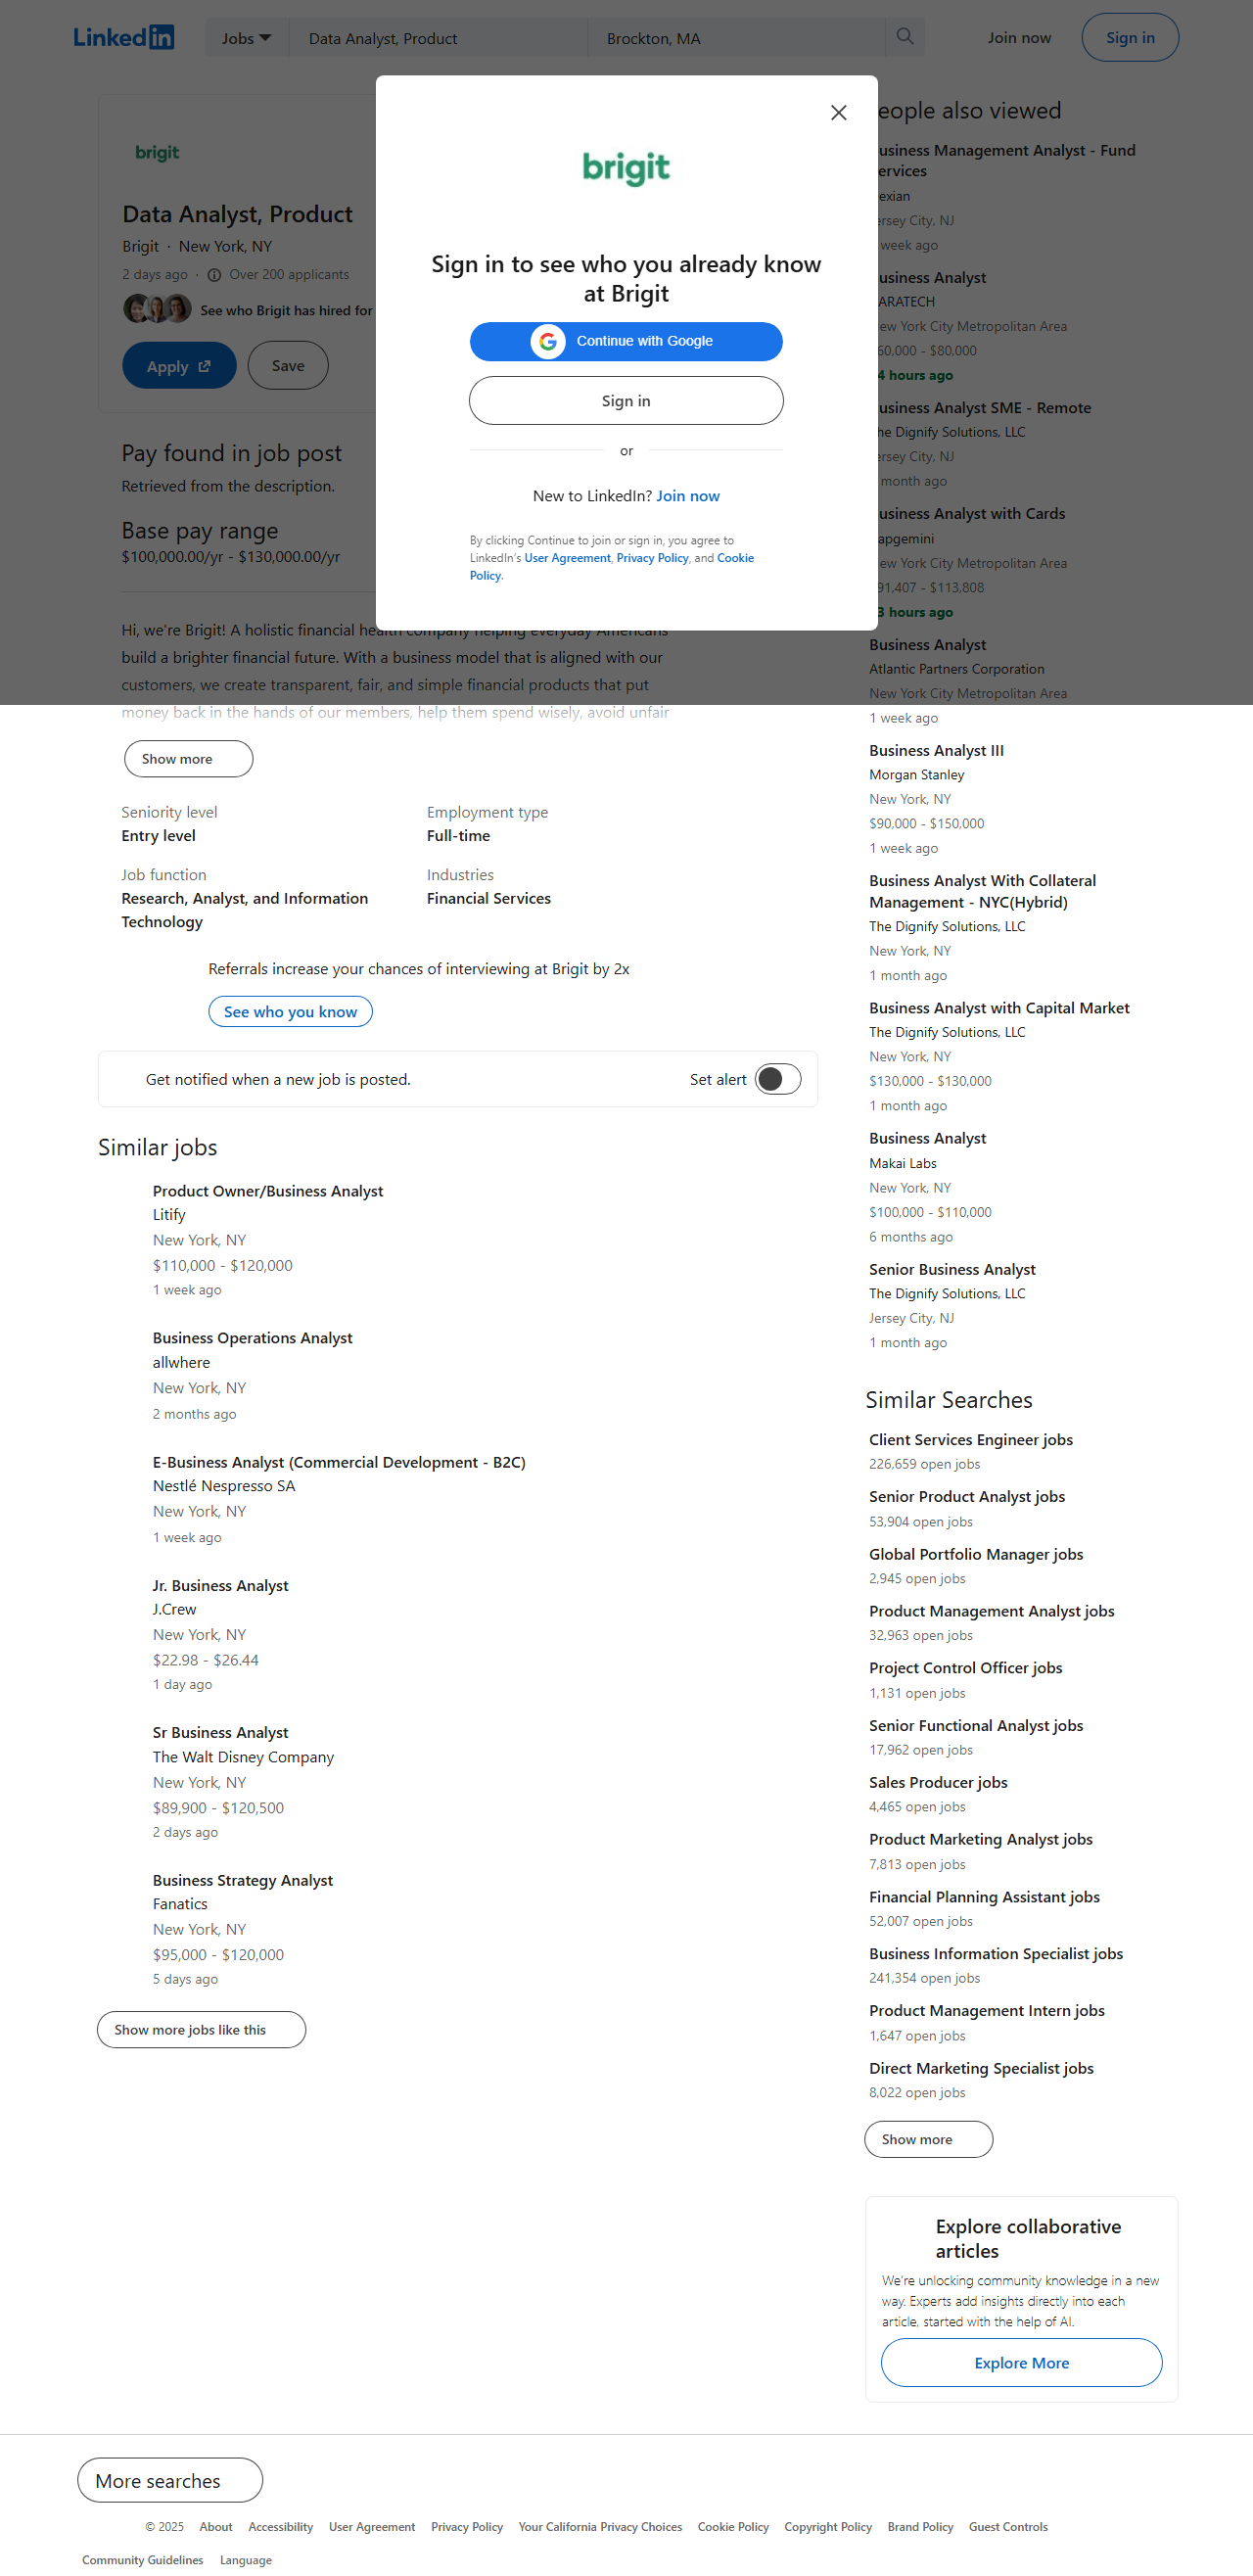 LinkedIn
Jobs
Data Analyst, Product
Brockton, MA
Join now
Sign in
brigit
Data Analyst, Product
Brigit · New York, NY
2 days ago · Over 200 applicants
See who Brigit has hired for
Apply
Save
Pay found in job post
Retrieved from the description.
Base pay range
$100,000.00/yr - $130,000.00/yr
Hi, we're Brigit! A holistic financial health company helping everyday Americans
build a brighter financial future. With a business model that is aligned with our
customers, we create transparent, fair, and simple financial products that put
money back in the hands of our members, help them spend wisely, avoid unfair
brigit
Sign in to see who you already know
at Brigit
Continue with Google
Sign in
or
New to LinkedIn? Join now
By clicking Continue to join or sign in, you agree to
LinkedIn's User Agreement, Privacy Policy, and Cookie
Policy.
Show more
Seniority level
Entry level
Employment type
Full-time
Job function
Research, Analyst, and Information
Technology
Industries
Financial Services
Referrals increase your chances of interviewing at Brigit by 2x
See who you know
Get notified when a new job is posted.
Set alert
Similar jobs
Product Owner/Business Analyst
Litify
New York, NY
$110,000 - $120,000
1 week ago
Business Operations Analyst
allwhere
New York, NY
2 months ago
E-Business Analyst (Commercial Development - B2C)
Nestlé Nespresso SA
New York, NY
1 week ago
Jr. Business Analyst
J.Crew
New York, NY
$22.98 - $26.44
1 day ago
Sr Business Analyst
The Walt Disney Company
New York, NY
$89,900 - $120,500
2 days ago
Business Strategy Analyst
Fanatics
New York, NY
$95,000 - $120,000
5 days ago
Show more jobs like this
eople also viewed
usiness Management Analyst - Fund
ervices
exian
ersey City, NJ
week ago
usiness Analyst
ARATECH
ew York City Metropolitan Area
60,000 - $80,000
4 hours ago
usiness Analyst SME - Remote
he Dignify Solutions, LLC
ersey City, NJ
month ago
usiness Analyst with Cards
apgemini
ew York City Metropolitan Area
91,407 - $113,808
3 hours ago
Business Analyst
Atlantic Partners Corporation
New York City Metropolitan Area
1 week ago
Business Analyst III
Morgan Stanley
New York, NY
$90,000 - $150,000
1 week ago
Business Analyst With Collateral
Management - NYC(Hybrid)
The Dignify Solutions, LLC
New York, NY
1 month ago
Business Analyst with Capital Market
The Dignify Solutions, LLC
New York, NY
$130,000 - $130,000
1 month ago
Business Analyst
Makai Labs
New York, NY
$100,000 - $110,000
6 months ago
Senior Business Analyst
The Dignify Solutions, LLC
Jersey City, NJ
1 month ago
Similar Searches
Client Services Engineer jobs
226,659 open jobs
Senior Product Analyst jobs
53,904 open jobs
Global Portfolio Manager jobs
2,945 open jobs
Product Management Analyst jobs
32,963 open jobs
Project Control Officer jobs
1,131 open jobs
Senior Functional Analyst jobs
17,962 open jobs
Sales Producer jobs
4,465 open jobs
Product Marketing Analyst jobs
7,813 open jobs
Financial Planning Assistant jobs
52,007 open jobs
Business Information Specialist jobs
241,354 open jobs
Product Management Intern jobs
1,647 open jobs
Direct Marketing Specialist jobs
8,022 open jobs
Show more
Explore collaborative
articles
We're unlocking community knowledge in a new
way. Experts add insights directly into each
article, started with the help of AI.
Explore More
More searches
© 2025 About Accessibility User Agreement Privacy Policy Your California Privacy Choices Cookie Policy Copyright Policy Brand Policy Guest Controls
Community Guidelines Language